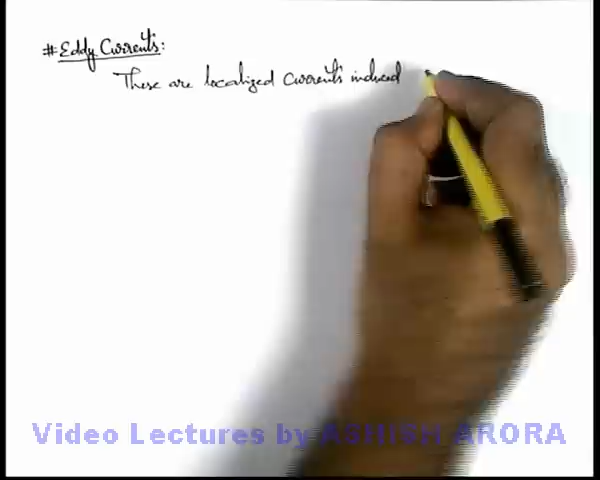 # Eddy Currents:
These are localized currents induced
Video Lectures by ASHISH ARORA